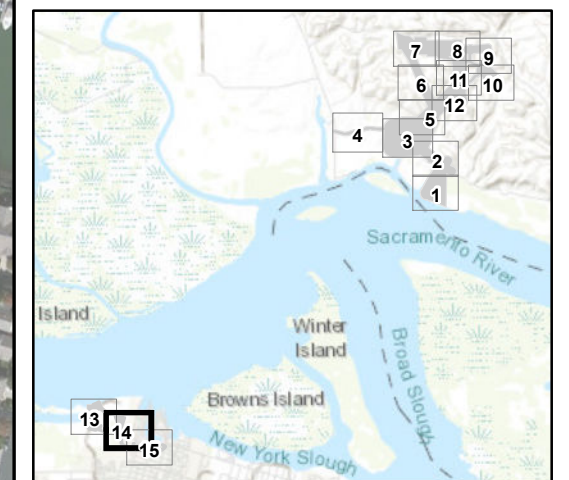 7 8 9
6 11 10
12
5
4 3
2
1
Sacramento River
Island
Winter Island
Broad Slough
Browns Island
13
14
15
New York Slough